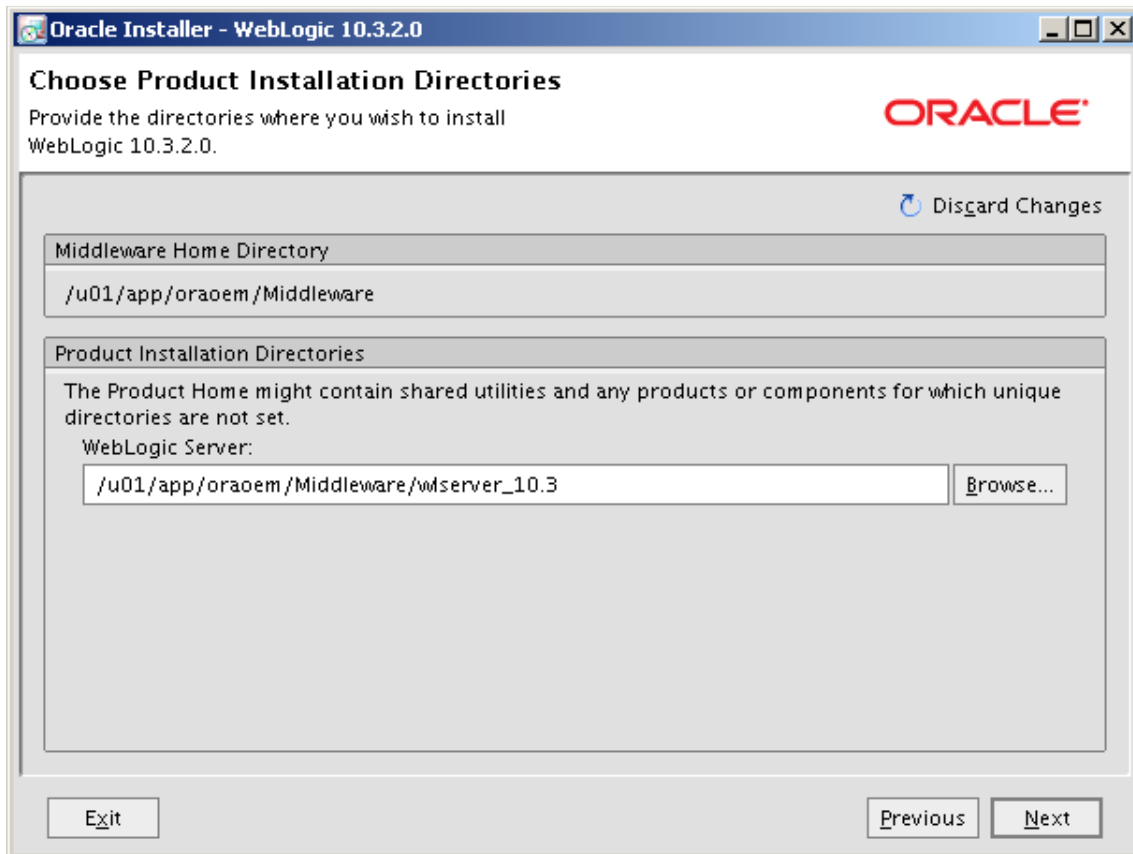 Oracle Installer - WebLogic 10.3.2.0
Choose Product Installation Directories
Provide the directories where you wish to install
WebLogic 10.3.2.0.
ORACLE
Discard Changes
Middleware Home Directory
/u01/app/oraoem/Middleware
Product Installation Directories
The Product Home might contain shared utilities and any products or components for which unique
directories are not set.
WebLogic Server:
/u01/app/oraoem/Middleware/wlserver_10.3
Browse...
Exit
Previous
Next